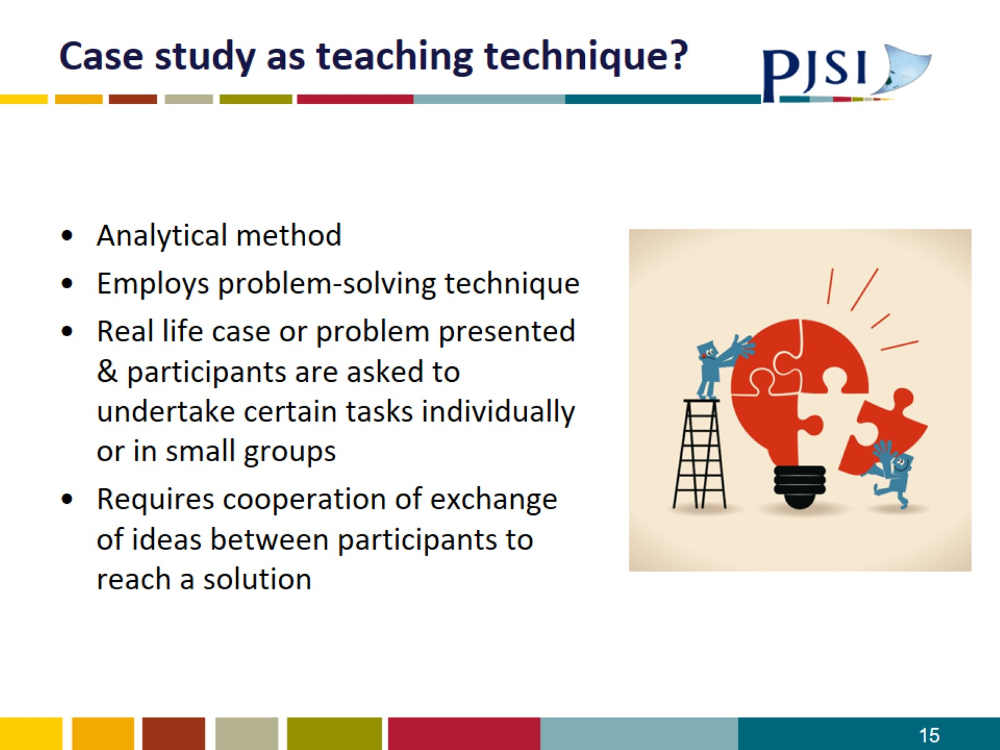 Case study as teaching technique?
PJSI
• Analytical method
• Employs problem-solving technique
• Real life case or problem presented
& participants are asked to
undertake certain tasks individually
or in small groups
• Requires cooperation of exchange
of ideas between participants to
reach a solution
15